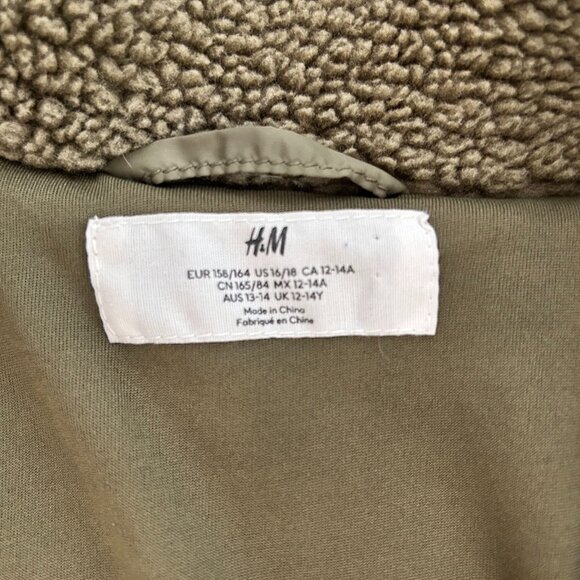 H&M
EUR 158/164 US 16/18 CA 12-14A
CN 165/84 MX 12-14A
AUS 13-14 UK 12-14Y
Made in China
Fabriqué en Chine